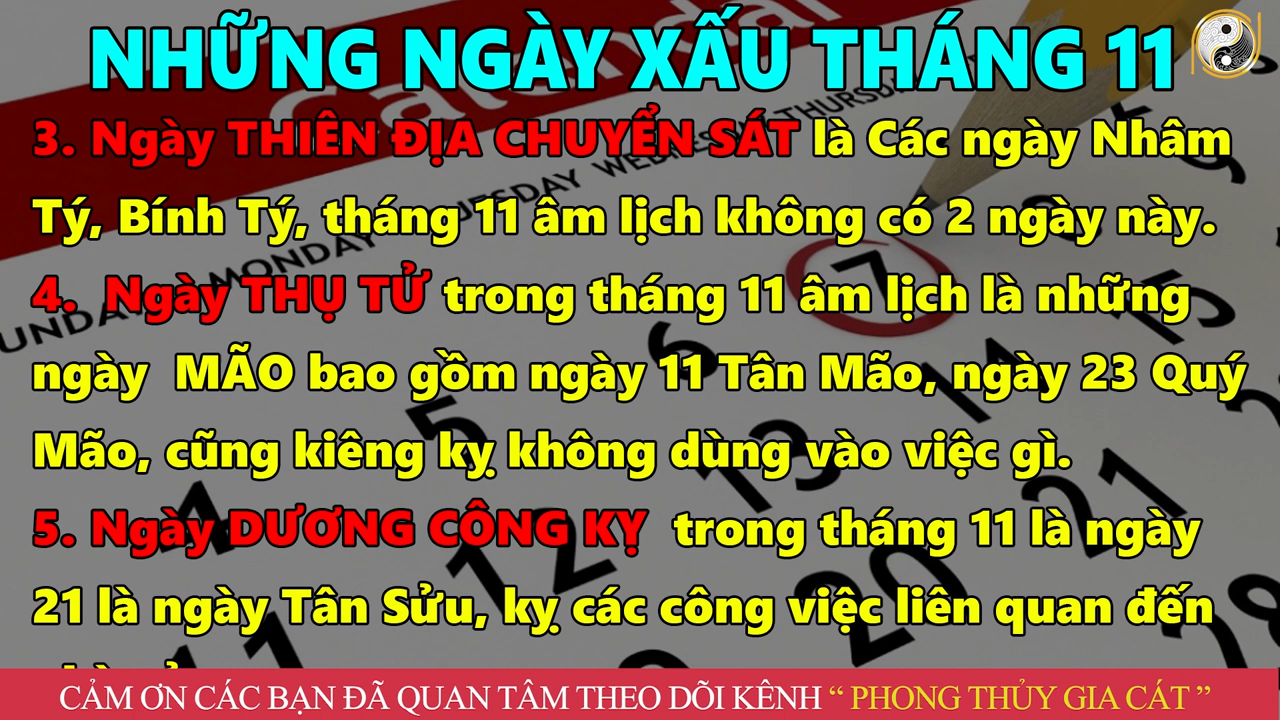 NHỮNG NGÀY XẤU THÁNG 11
3. Ngày THIÊN ĐỊA CHUYỂN SÁT là Các ngày Nhâm
Tý, Bính Tý, tháng 11 âm lịch không có 2 ngày này.
4. Ngày THỤ TỬ trong tháng 11 âm lịch là những
ngày MÃO bao gồm ngày 11 Tân Mão, ngày 23 Quý
Mão, cũng kiêng kỵ không dùng vào việc gì.
5. Ngày DƯƠNG CÔNG KỴ trong tháng 11 là ngày
21 là ngày Tân Sửu, kỵ các công việc liên quan đến
CẢM ƠN CÁC BẠN ĐÃ QUAN TÂM THEO DÕI KÊNH “ PHONG THỦY GIA CÁT ”